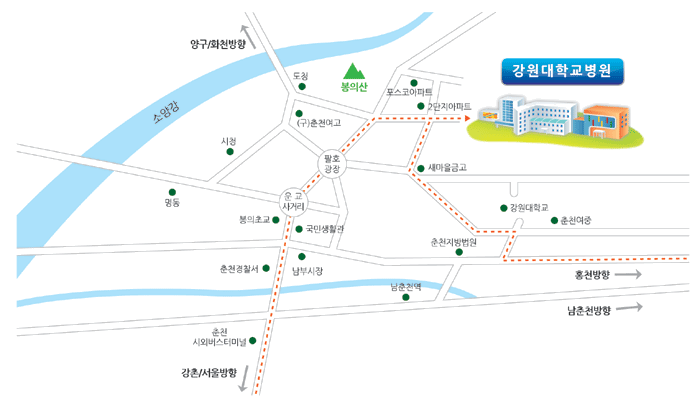 양구/화천방향
강원대학교병원
봉의산
도청
포스코아파트
2단지아파트
소양강
(구)춘천여고
시청
팔호
광장
새마을금고
명동
운교
사거리
강원대학교
춘천여중
봉의초교
국민생활관
춘천지방법원
춘천경찰서
남부시장
홍천방향
남춘천역
남춘천방향
춘천
시외버스터미널
강촌/서울방향